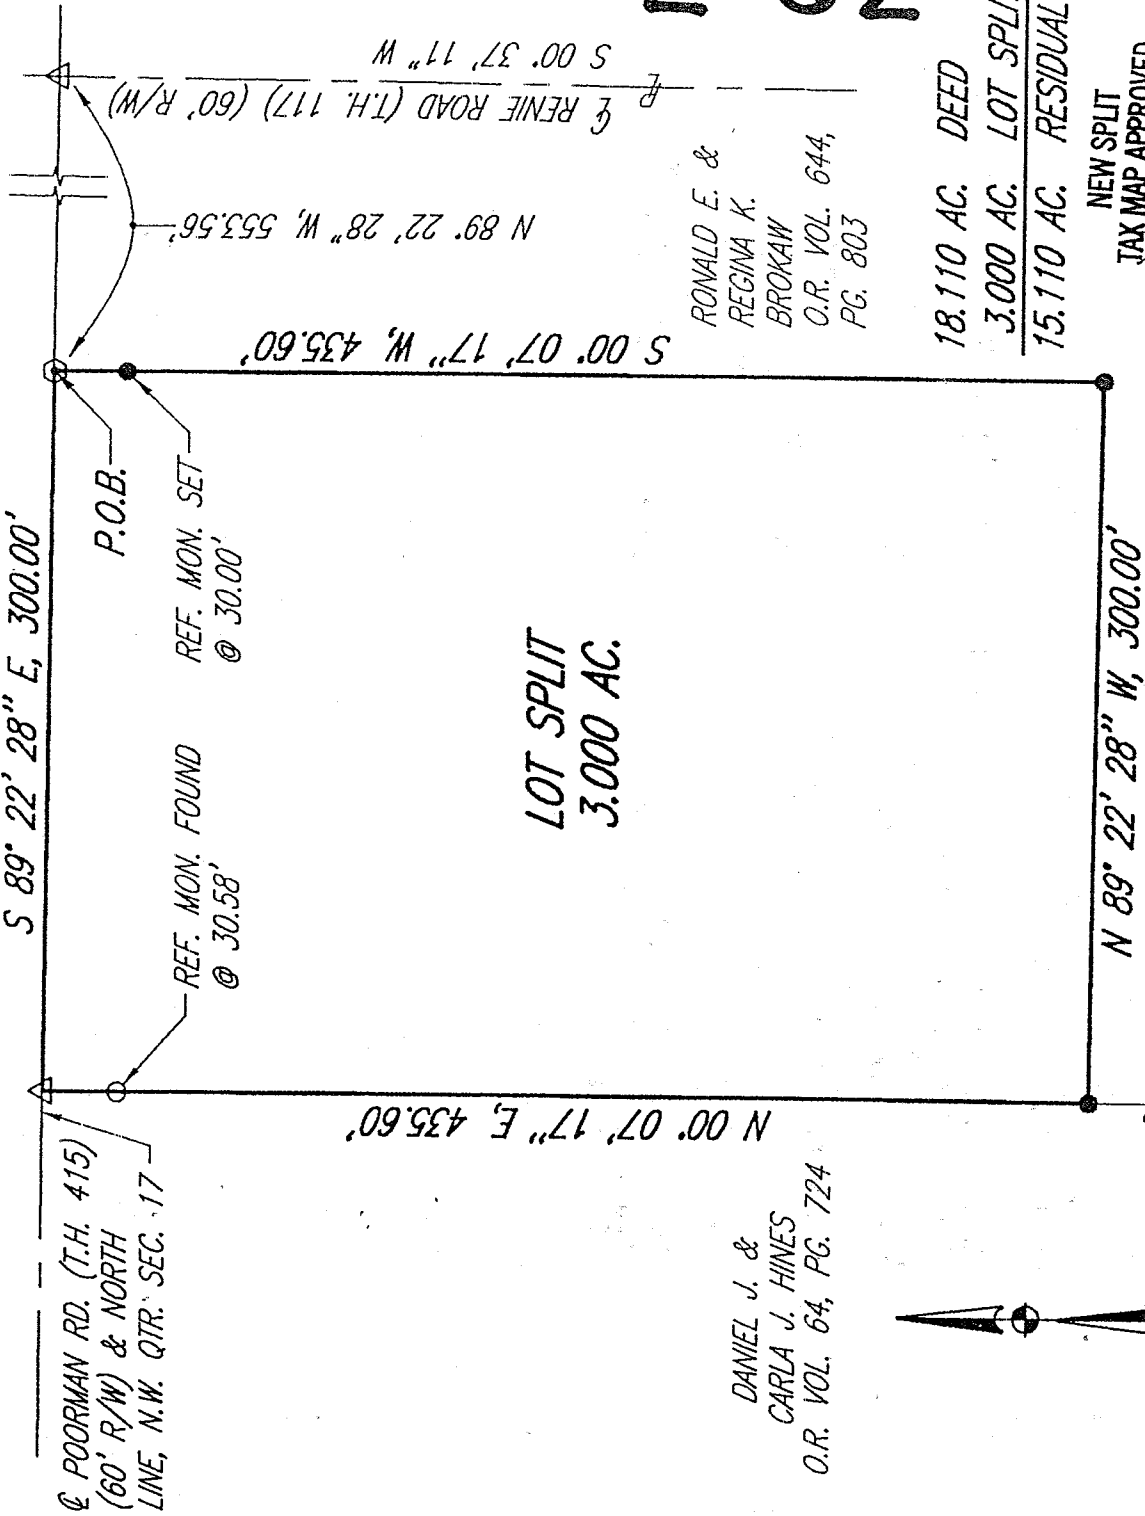 S 89° 22' 28" E, 300.00'
℄ POORMAN RD. (T.H. 415)
(60' R/W) & NORTH
LINE, N.W. QTR. SEC. 17
REF. MON. FOUND
@ 30.58'
REF. MON. SET
@ 30.00'
P.O.B.
N 89° 22' 28" W, 553.56'
℄ RENIE ROAD (T.H. 117) (60' R/W)
S 00° 37' 11" W
S 00° 07' 17" W, 435.60'
N 00° 07' 17" E, 435.60'
LOT SPLIT
3.000 AC.
RONALD E. &
REGINA K.
BROKAW
O.R. VOL. 644,
PG. 803
DANIEL J. &
CARLA J. HINES
O.R. VOL. 64, PG. 724
N 89° 22' 28" W, 300.00'
18.110 AC. DEED
3.000 AC. LOT SPLIT
15.110 AC. RESIDUAL
NEW SPLIT
TAX MAP APPROVED